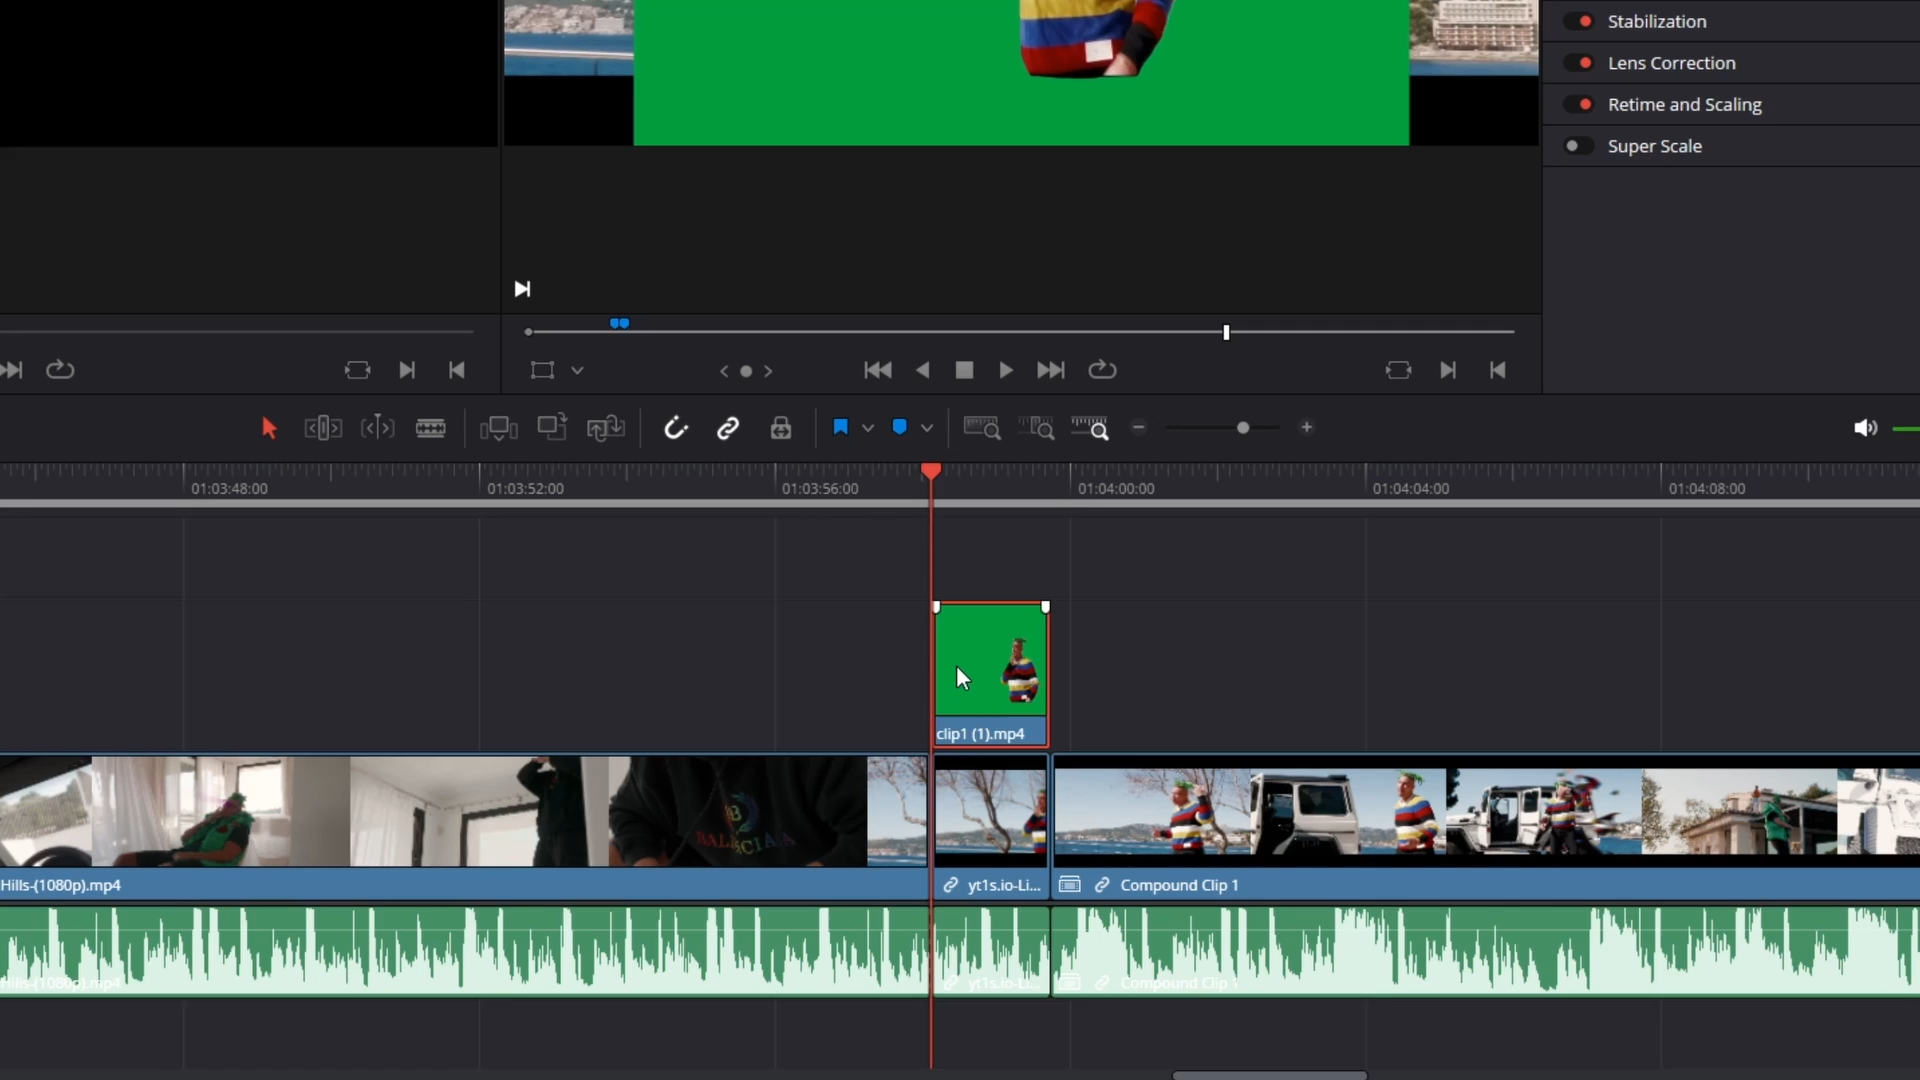 Stabilization
Lens Correction
Retime and Scaling
Super Scale
01:03:48:00
01:03:52:00
01:03:56:00
01:04:00:00
01:04:04:00
01:04:08:00
clip1 (1).mp4
Hills-(1080p).mp4
yt1s.io-Li...
Compound Clip 1
Hills-(1080p).mp4
yt1s.io-Li...
Compound Clip 1